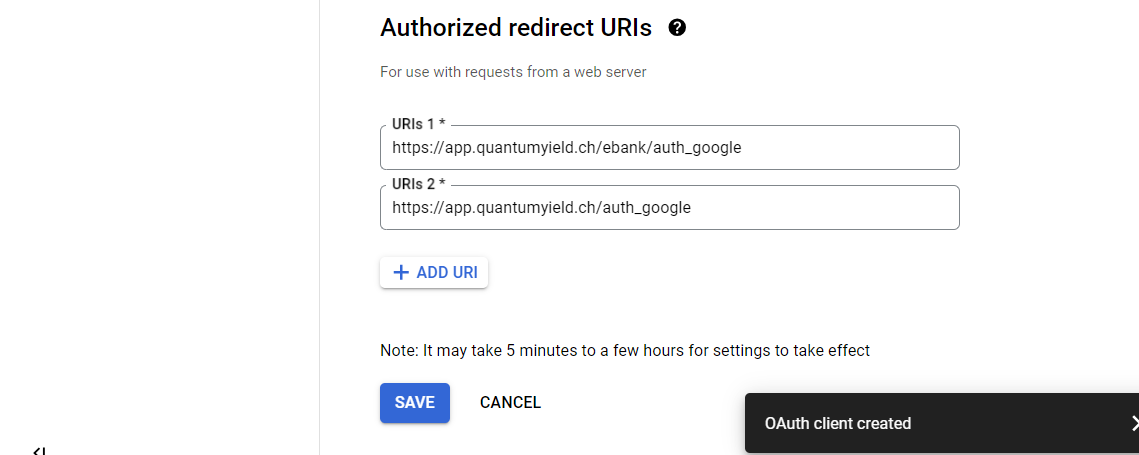 Authorized redirect URIs
For use with requests from a web server
URIs 1 *
https://app.quantumyield.ch/ebank/auth_google
URIs 2 *
https://app.quantumyield.ch/auth_google
ADD URI
Note: It may take 5 minutes to a few hours for settings to take effect
SAVE CANCEL
OAuth client created